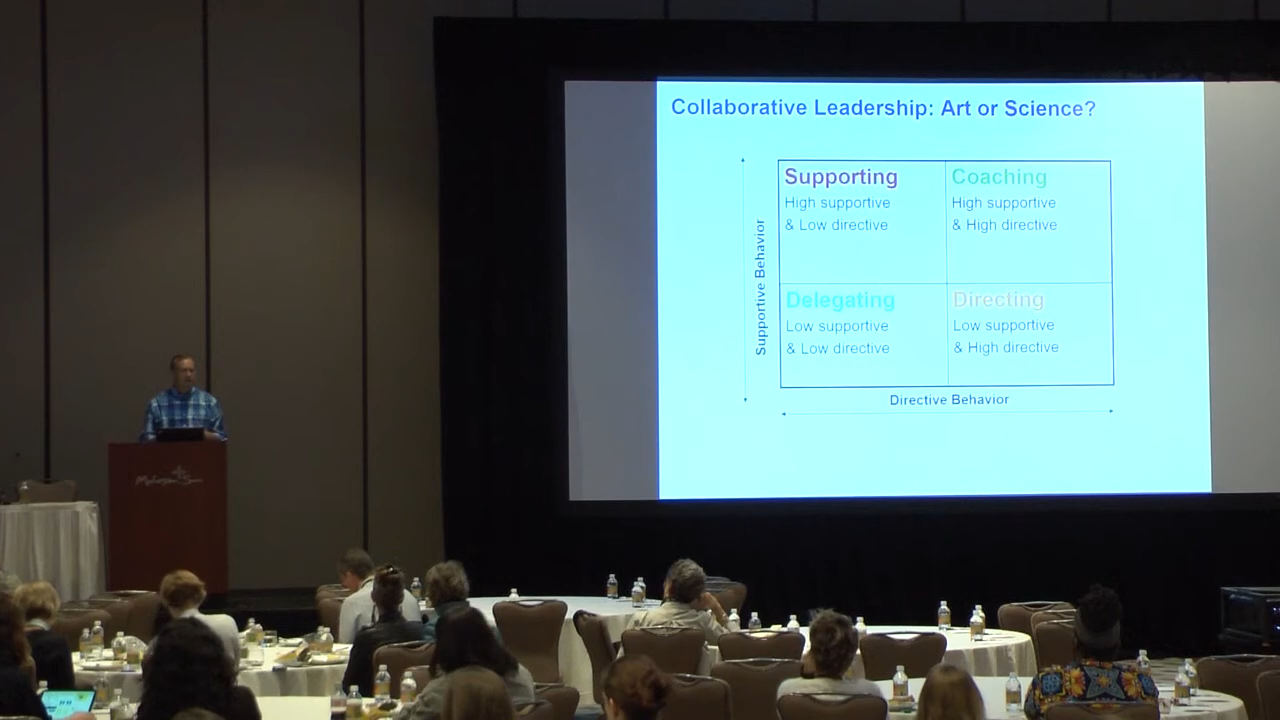 Collaborative Leadership: Art or Science?
Supporting
High supportive
& Low directive
Coaching
High supportive
& High directive
Delegating
Low supportive
& Low directive
Directing
Low supportive
& High directive
Supportive Behavior
Directive Behavior